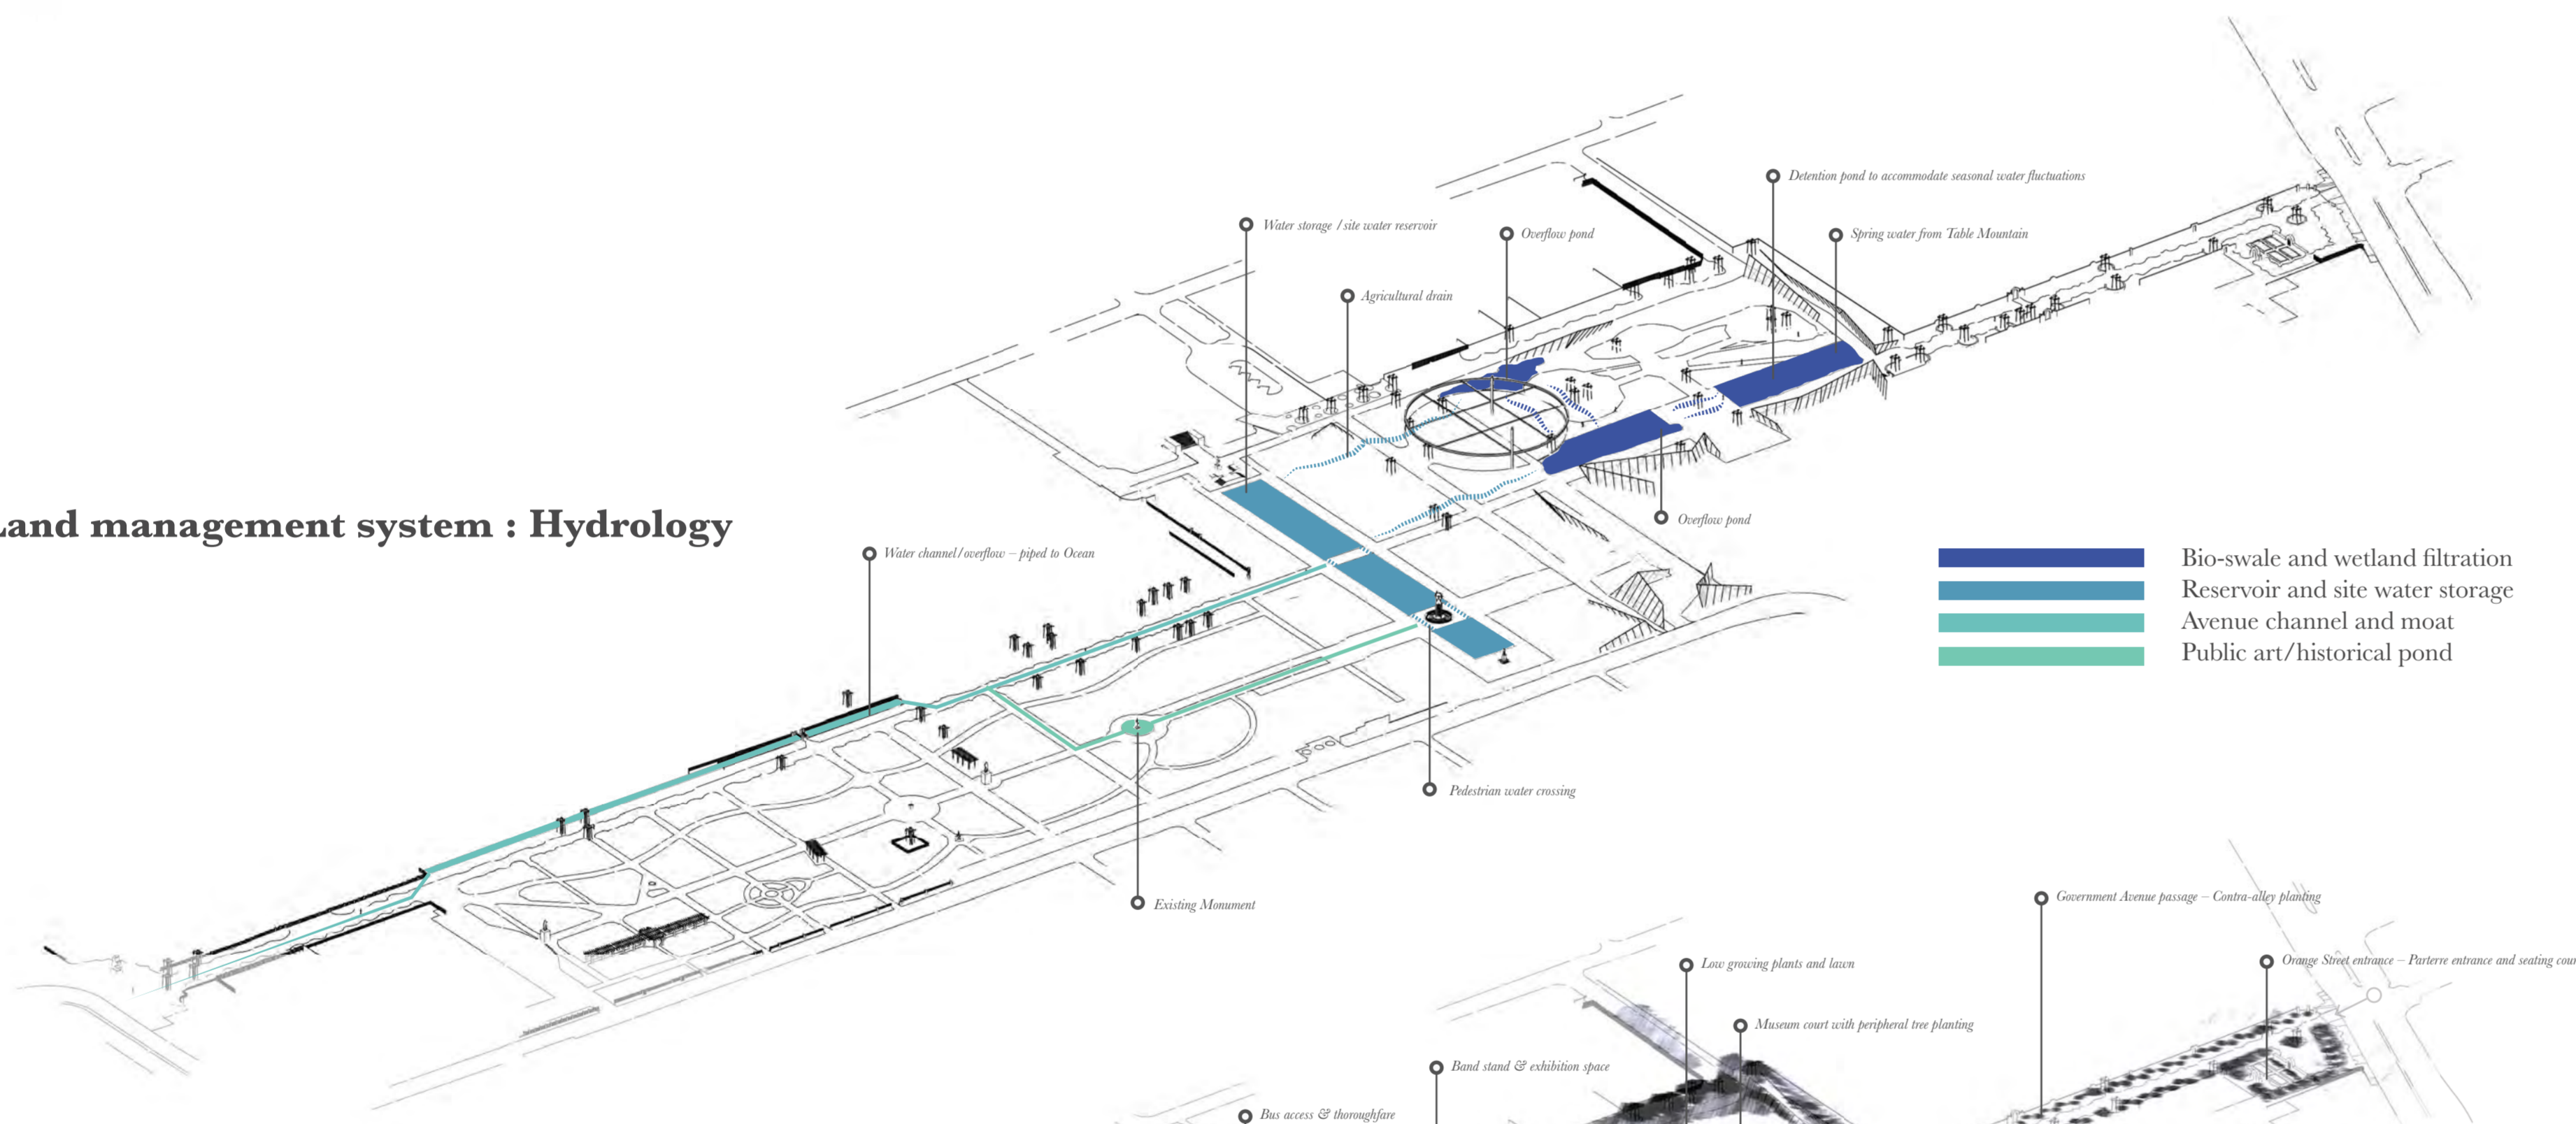 Detention pond to accommodate seasonal water fluctuations
Water storage / site water reservoir
Overflow pond
Spring water from Table Mountain
Agricultural drain
Land management system : Hydrology
Overflow pond
Water channel/overflow – piped to Ocean
Bio-swale and wetland filtration
Reservoir and site water storage
Avenue channel and moat
Public art/historical pond
Pedestrian water crossing
Existing Monument
Government Avenue passage – Contra-alley planting
Low growing plants and lawn
Orange Street entrance – Parterre entrance and seating
Museum court with peripheral tree planting
Band stand & exhibition space
Bus access & thoroughfare